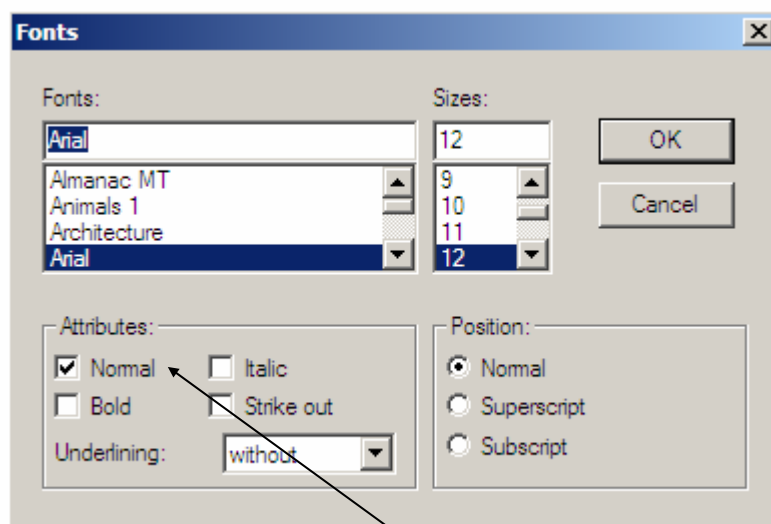 Fonts
Fonts: Sizes:
Arial 12 OK
Almanac MT 9
Animals 1 10 Cancel
Architecture 11
Arial 12
Attributes: Position:
Normal Italic Normal
Bold Strike out Superscript
Underlining: without Subscript